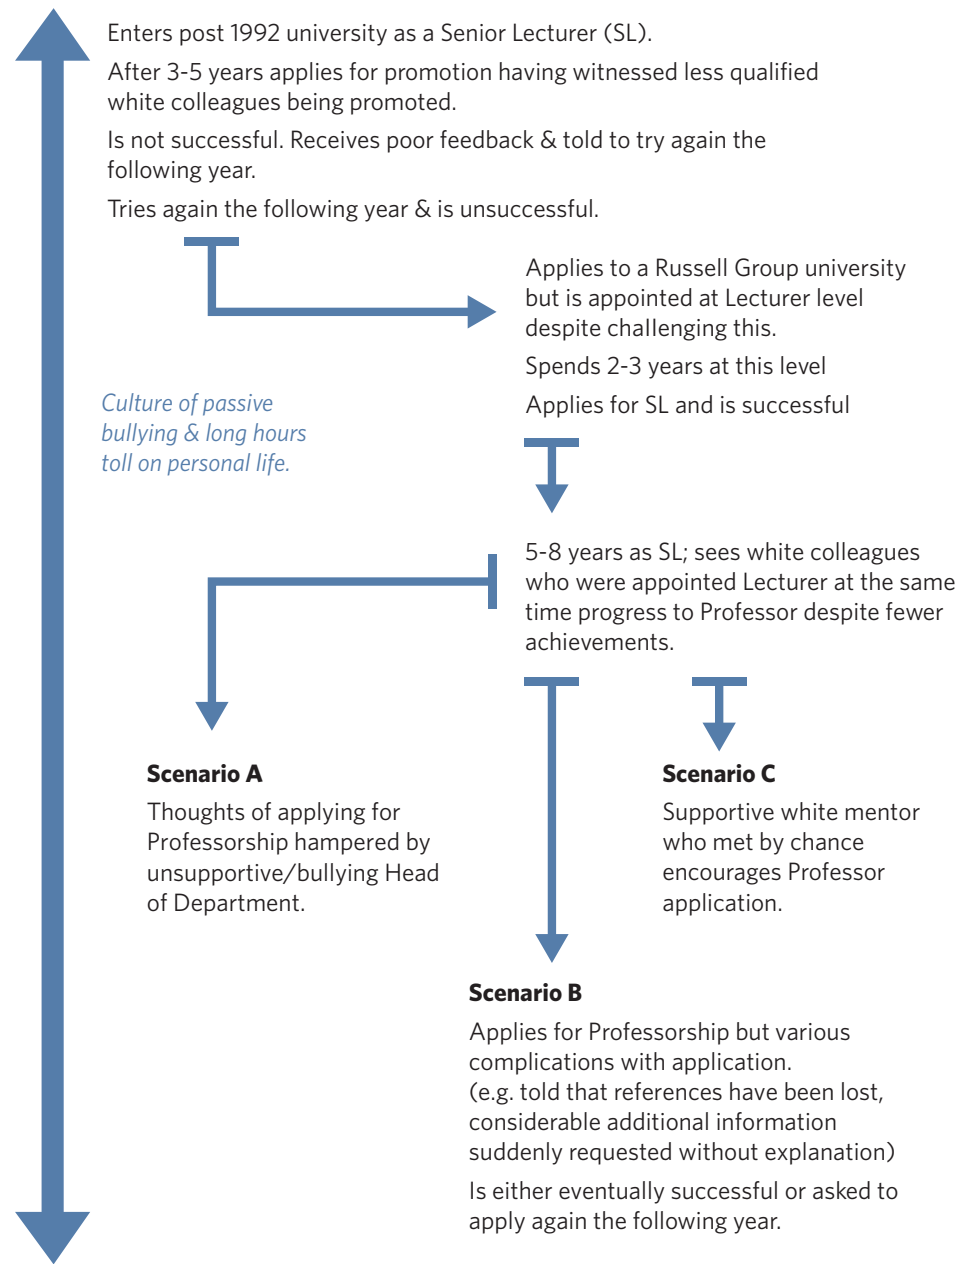 Enters post 1992 university as a Senior Lecturer (SL).
After 3-5 years applies for promotion having witnessed less qualified
white colleagues being promoted.
Is not successful. Receives poor feedback & told to try again the
following year.
Tries again the following year & is unsuccessful.
Applies to a Russell Group university
but is appointed at Lecturer level
despite challenging this.
Spends 2-3 years at this level
Applies for SL and is successful
Culture of passive
bullying & long hours
toll on personal life.
5-8 years as SL; sees white colleagues
who were appointed Lecturer at the same
time progress to Professor despite fewer
achievements.
Scenario A
Thoughts of applying for
Professorship hampered by
unsupportive/bullying Head
of Department.
Scenario C
Supportive white mentor
who met by chance
encourages Professor
application.
Scenario B
Applies for Professorship but various
complications with application.
(e.g. told that references have been lost,
considerable additional information
suddenly requested without explanation)
Is either eventually successful or asked to
apply again the following year.